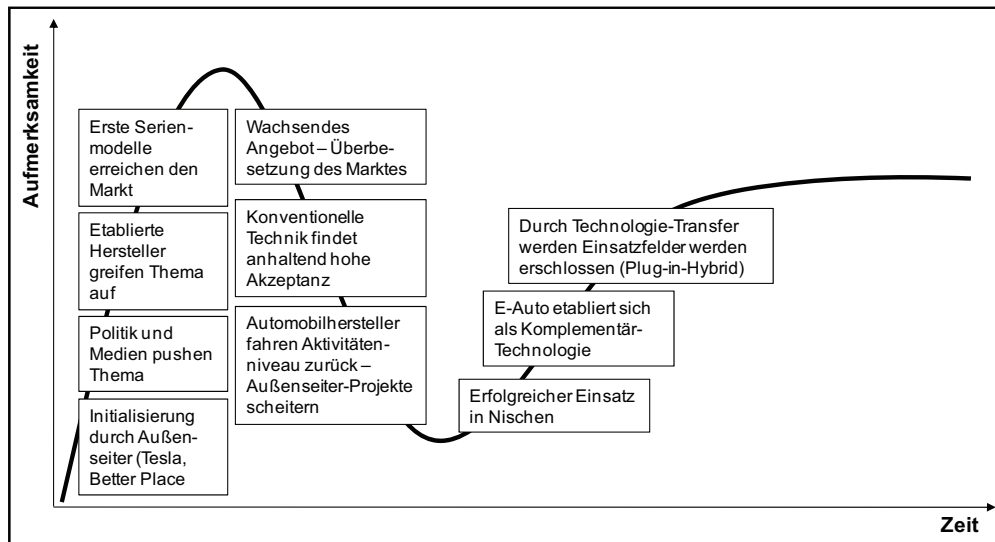 Aufmerksamkeit
Erste Serien-
modelle
erreichen den
Markt
Etablierte
Hersteller
greifen Thema
auf
Politik und
Medien pushen
Thema
Initialisierung
durch Außen-
seiter (Tesla,
Better Place
Wachsendes
Angebot – Überbe-
setzung des Marktes
Konventionelle
Technik findet
anhaltend hohe
Akzeptanz
Automobilhersteller
fahren Aktivitäten-
niveau zurück –
Außenseiter-Projekte
scheitern
Durch Technologie-Transfer
werden Einsatzfelder werden
erschlossen (Plug-in-Hybrid)
E-Auto etabliert sich
als Komplementär-
Technologie
Erfolgreicher Einsatz
in Nischen
Zeit